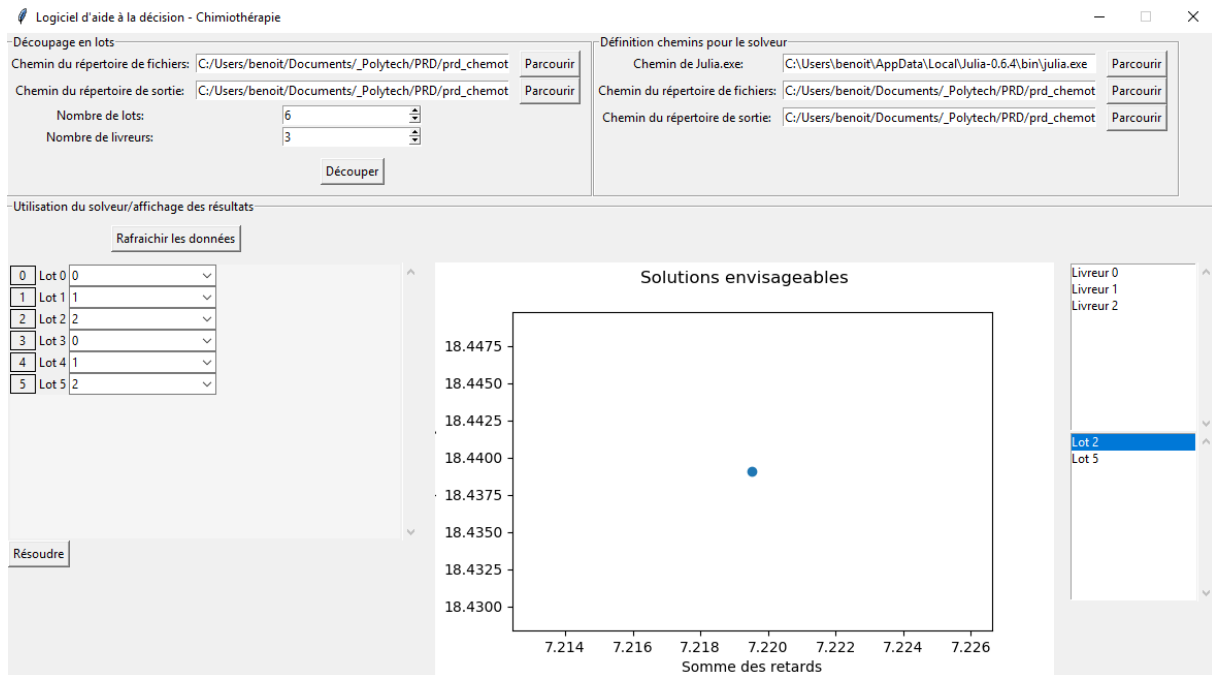 Logiciel d'aide à la décision - Chimiothérapie
Découpage en lots
Chemin du répertoire de fichiers: C:/Users/benoit/Documents/_Polytech/PRD/prd_chemot Parcourir
Chemin du répertoire de sortie: C:/Users/benoit/Documents/_Polytech/PRD/prd_chemot Parcourir
Nombre de lots: 6
Nombre de livreurs: 3
Découper
Définition chemins pour le solveur
Chemin de Julia.exe: C:\Users\benoit\AppData\Local\Julia-0.6.4\bin\julia.exe Parcourir
Chemin du répertoire de fichiers: C:/Users/benoit/Documents/_Polytech/PRD/prd_chemot Parcourir
Chemin du répertoire de sortie: C:/Users/benoit/Documents/_Polytech/PRD/prd_chemot Parcourir
Utilisation du solveur/affichage des résultats
Rafraichir les données
0 Lot 0 0
1 Lot 1 1
2 Lot 2 2
3 Lot 3 0
4 Lot 4 1
5 Lot 5 2
Résoudre
Solutions envisageables
18.4475
18.4450
18.4425
18.4400
18.4375
18.4350
18.4325
18.4300
7.214 7.216 7.218 7.220 7.222 7.224 7.226
Somme des retards
Livreur 0
Livreur 1
Livreur 2
Lot 2
Lot 5